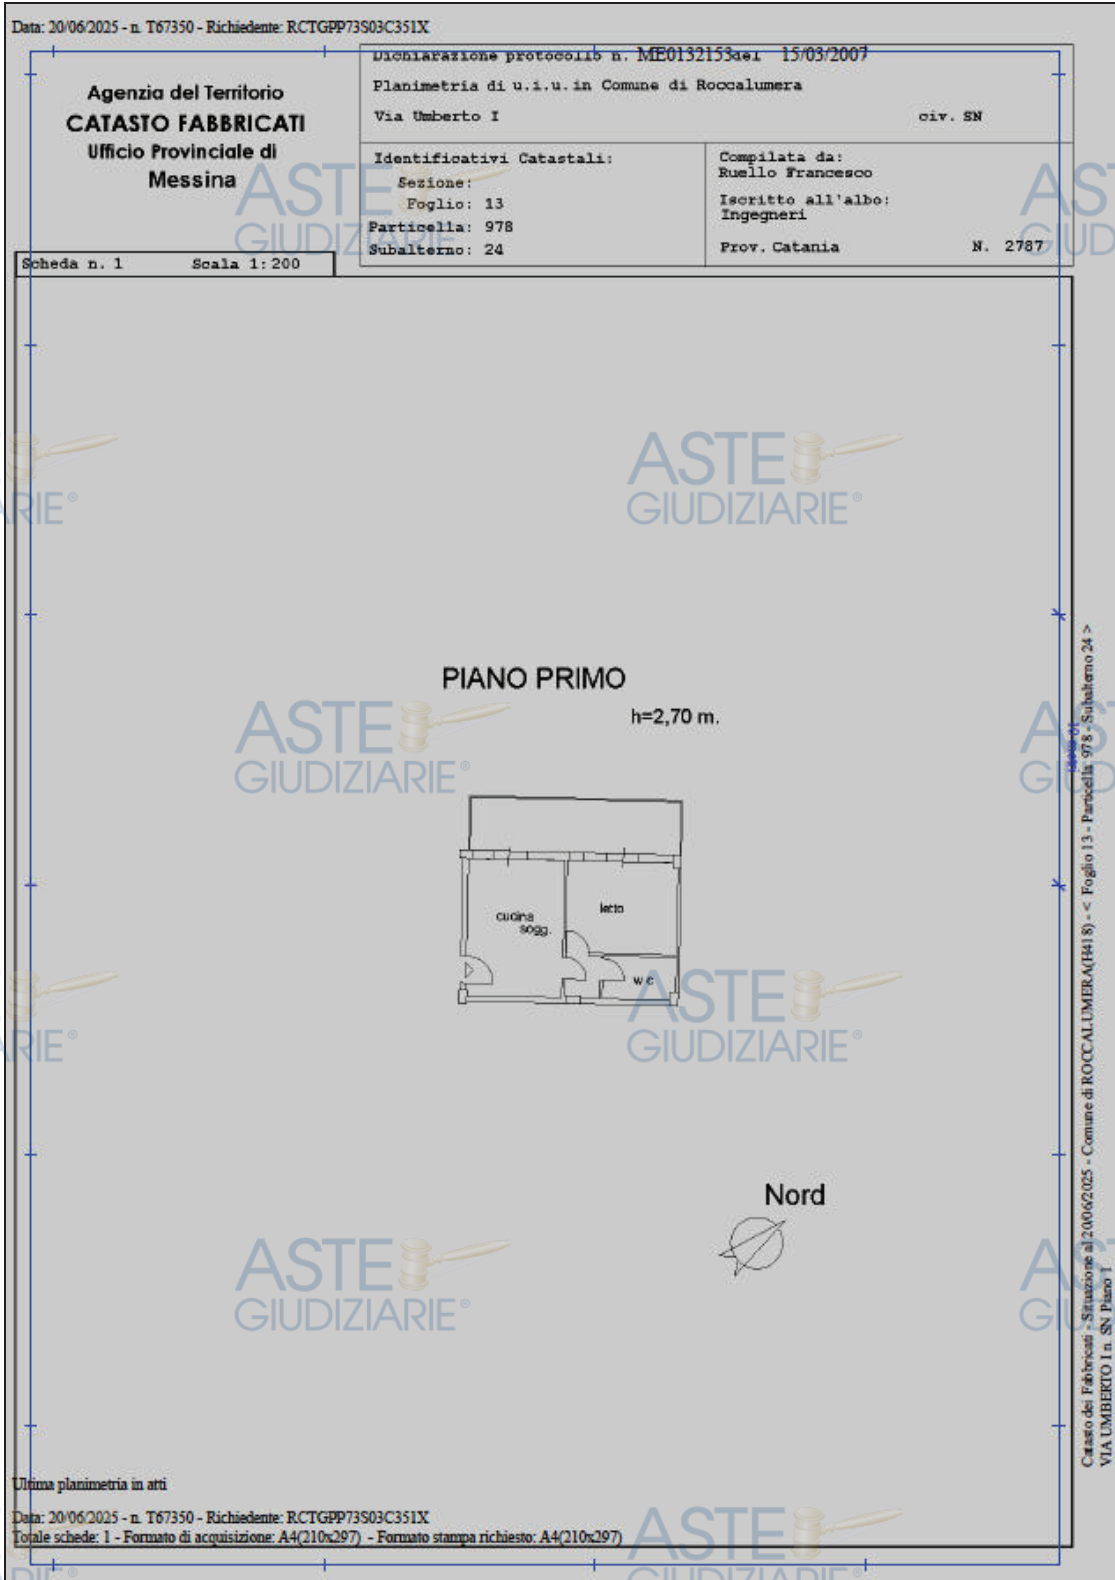 Data: 20/06/2025 - n. T67350 - Richiedente: RCTGPP73S03C351X
Agenzia del Territorio
CATASTO FABBRICATI
Ufficio Provinciale di
Messina
Dichiarazione protocollo n. ME0132153del 15/03/2007
Planimetria di u.i.u. in Comune di Roccalumera
Via Umberto I civ. SN
Identificativi Catastali:
Sezione:
Foglio: 13
Particella: 978
Subalterno: 24
Compilata da:
Ruello Francesco
Iscritto all'albo:
Ingegneri
Prov. Catania N. 2787
Scheda n. 1 Scala 1:200
PIANO PRIMO
h=2,70 m.
cucina
sogg.
letto
w c
Nord
Ultima planimetria in atti
Data: 20/06/2025 - n. T67350 - Richiedente: RCTGPP73S03C351X
Totale schede: 1 - Formato di acquisizione: A4(210x297) - Formato stampa richiesto: A4(210x297)
Catasto dei Fabbricati - Situazione al 20/06/2025 - Comune di ROCCALUMERA(H418) - < Foglio 13 - Particella 978 - Subalterno 24 >
VIA UMBERTO I n. SN Piano 1
ASTE
GIUDIZIARIE®